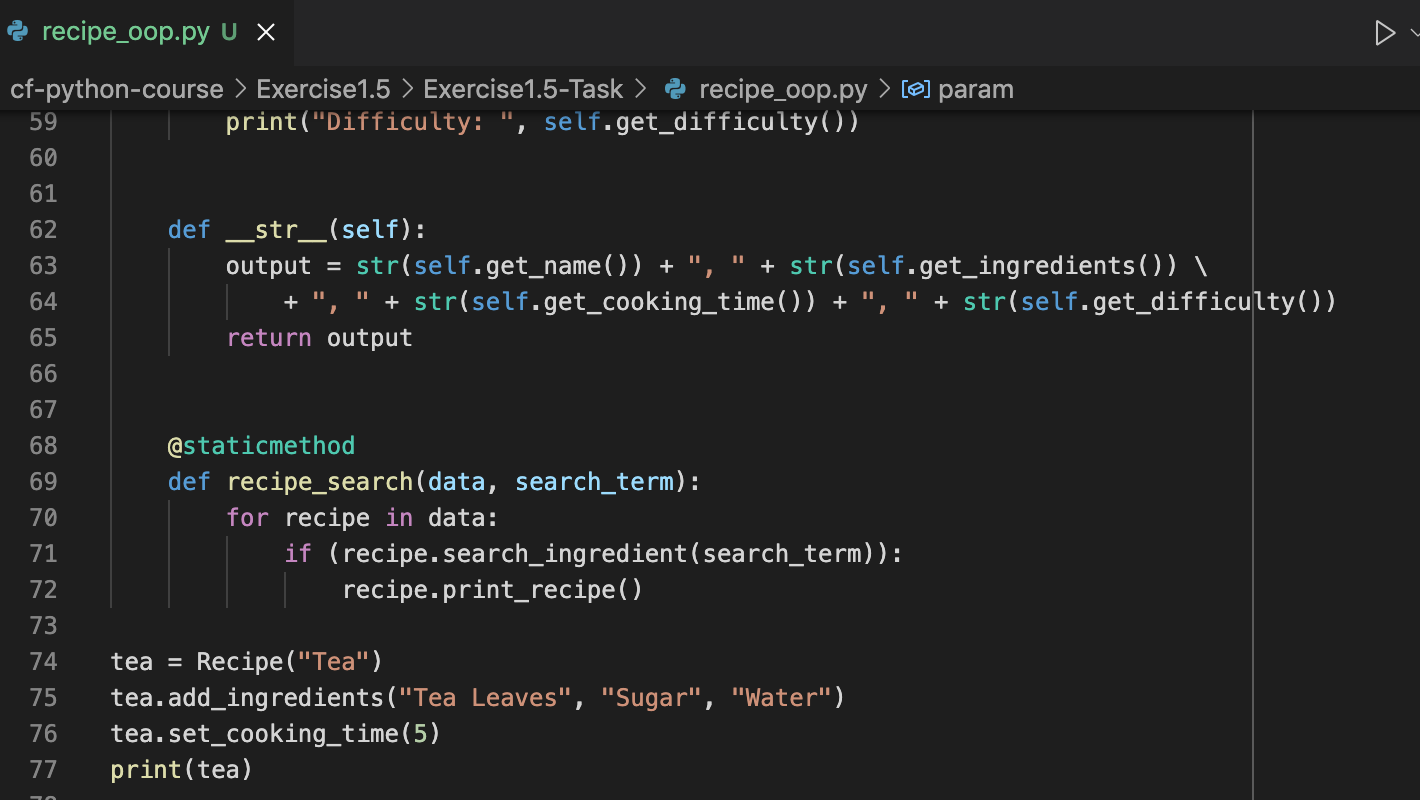 recipe_oop.py U
cf-python-course > Exercise1.5 > Exercise1.5-Task > recipe_oop.py > param
59 print("Difficulty: ", self.get_difficulty())
60
61
62 def __str__(self):
63 output = str(self.get_name()) + ", " + str(self.get_ingredients()) \
64 + ", " + str(self.get_cooking_time()) + ", " + str(self.get_difficulty())
65 return output
66
67
68 @staticmethod
69 def recipe_search(data, search_term):
70 for recipe in data:
71 if (recipe.search_ingredient(search_term)):
72 recipe.print_recipe()
73
74 tea = Recipe("Tea")
75 tea.add_ingredients("Tea Leaves", "Sugar", "Water")
76 tea.set_cooking_time(5)
77 print(tea)